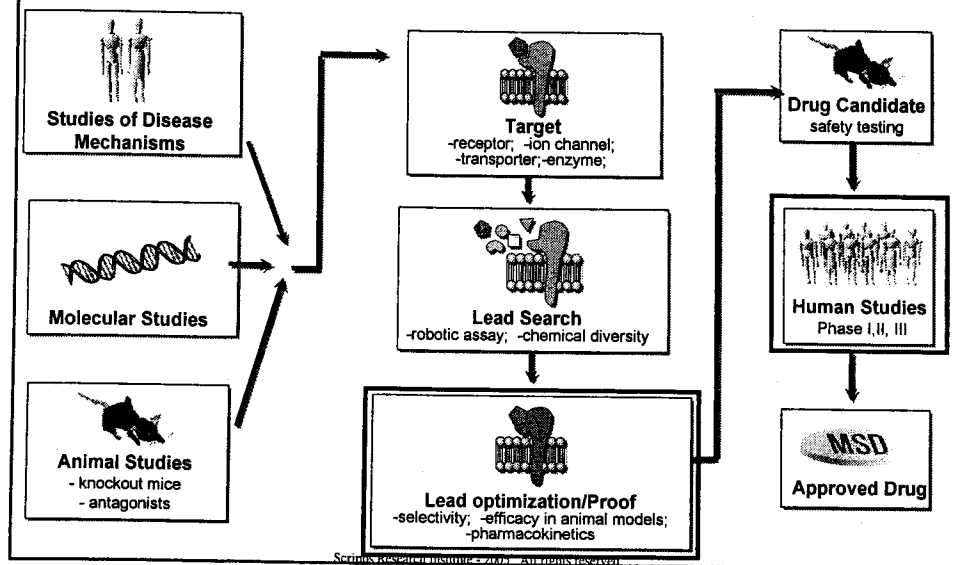 Studies of Disease
Mechanisms
Molecular Studies
Animal Studies
- knockout mice
- antagonists
Target
-receptor; -ion channel;
-transporter;-enzyme;
Lead Search
-robotic assay; -chemical diversity
Lead optimization/Proof
-selectivity; -efficacy in animal models;
-pharmacokinetics
Drug Candidate
safety testing
Human Studies
Phase I,II, III
MSD
Approved Drug
Scripps Research Institute - 2005 All rights reserved.